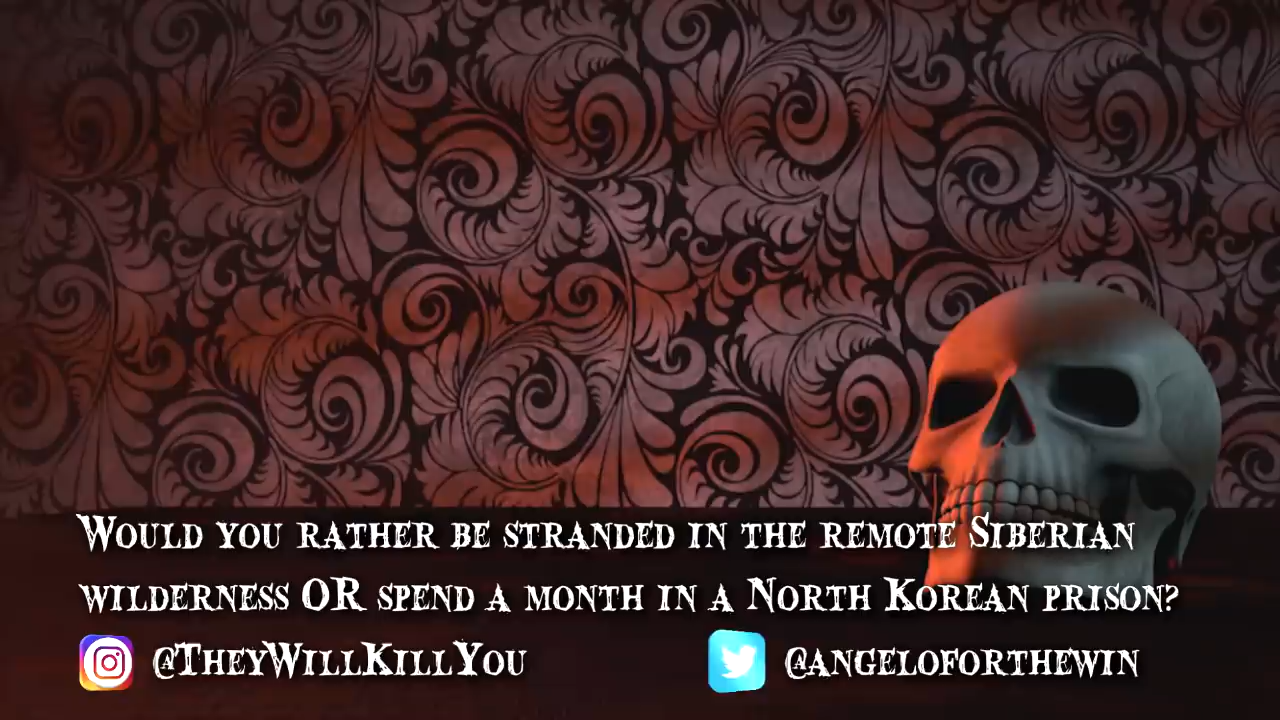 Would you rather be stranded in the remote Siberian
wilderness OR spend a month in a North Korean prison?
@TheyWillKillYou
@angelofortheWin